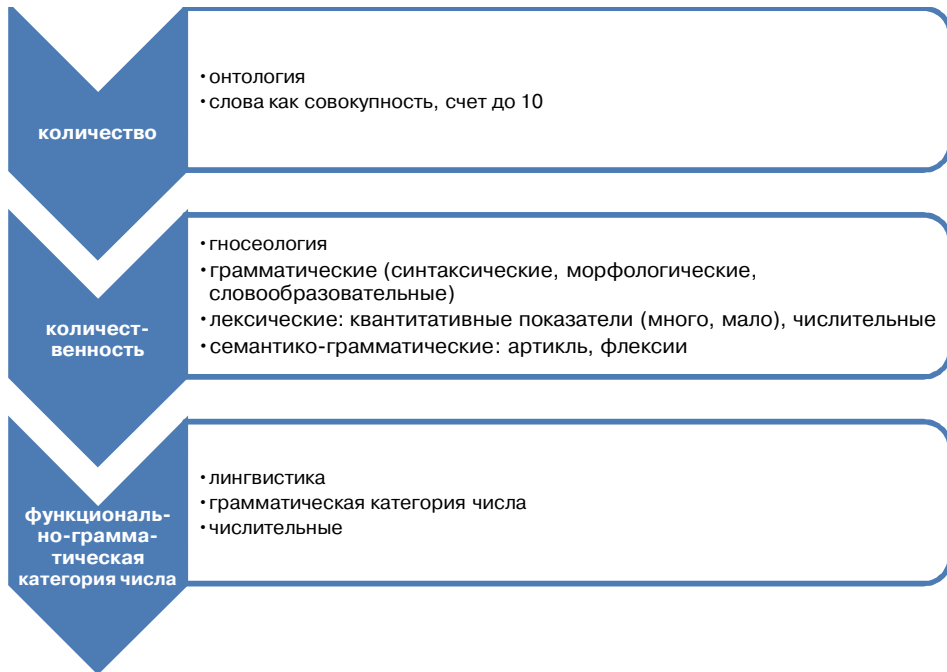 количество
·онтология
·слова как совокупность, счет до 10
количест-
венность
·гносеология
·грамматические (синтаксические, морфологические,
словообразовательные)
·лексические: квантитативные показатели (много, мало), числительные
·семантико-грамматические: артикль, флексии
функциональ-
но-грамма-
тическая
категория числа
·лингвистика
·грамматическая категория числа
·числительные